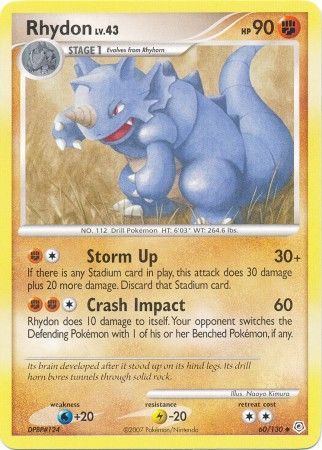 Rhydon LV.43
HP 90
STAGE 1 Evolves from Rhyhorn
NO. 112 Drill Pokémon HT: 6'03" WT: 264.6 lbs.
Storm Up 30+
If there is any Stadium card in play, this attack does 30 damage
plus 20 more damage. Discard that Stadium card.
Crash Impact 60
Rhydon does 10 damage to itself. Your opponent switches the
Defending Pokémon with 1 of his or her Benched Pokémon, if any.
Its brain developed after it stood up on its hind legs. Its drill
horn bores tunnels through solid rock.
Illus. Naoyo Kimura
weakness resistance retreat cost
+20 -20
DPBP#124 ©2007 Pokémon/Nintendo 60/130